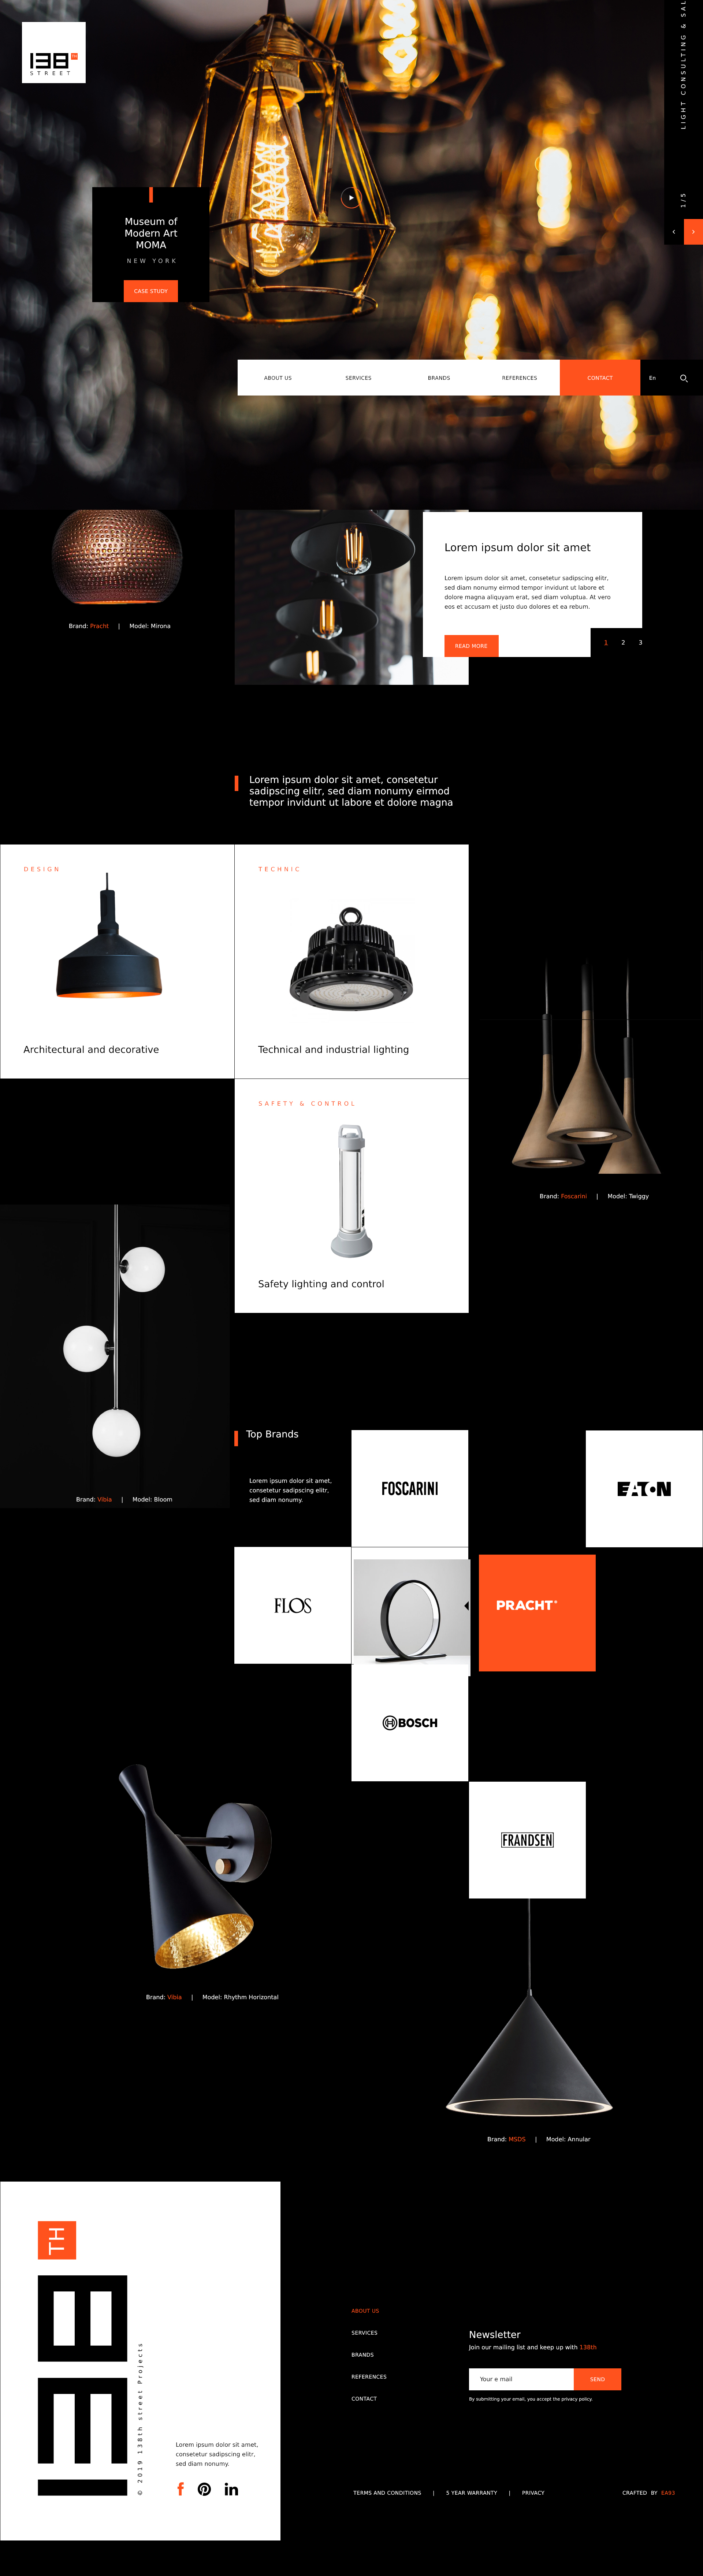 138TH
STREET
LIGHT CONSULTING & SAL
1/5
Museum of
Modern Art
MOMA
NEW YORK
CASE STUDY
ABOUT US
SERVICES
BRANDS
REFERENCES
CONTACT
En
Brand: Pracht | Model: Mirona
Lorem ipsum dolor sit amet
Lorem ipsum dolor sit amet, consetetur sadipscing elitr,
sed diam nonumy eirmod tempor invidunt ut labore et
dolore magna aliquyam erat, sed diam voluptua. At vero
eos et accusam et justo duo dolores et ea rebum.
READ MORE
1 2 3
Lorem ipsum dolor sit amet, consetetur
sadipscing elitr, sed diam nonumy eirmod
tempor invidunt ut labore et dolore magna
DESIGN
Architectural and decorative
TECHNIC
Technical and industrial lighting
SAFETY & CONTROL
Safety lighting and control
Brand: Foscarini | Model: Twiggy
Brand: Vibia | Model: Bloom
Top Brands
Lorem ipsum dolor sit amet,
consetetur sadipscing elitr,
sed diam nonumy.
FOSCARINI
EATON
FLOS
PRACHT
BOSCH
FRANDSEN
Brand: Vibia | Model: Rhythm Horizontal
Brand: MSDS | Model: Annular
138 TH
© 2019 138th street Projects
Lorem ipsum dolor sit amet,
consetetur sadipscing elitr,
sed diam nonumy.
f in
ABOUT US
SERVICES
BRANDS
REFERENCES
CONTACT
Newsletter
Join our mailing list and keep up with 138th
Your e mail
SEND
By submitting your email, you accept the privacy policy.
TERMS AND CONDITIONS | 5 YEAR WARRANTY | PRIVACY
CRAFTED BY EA93